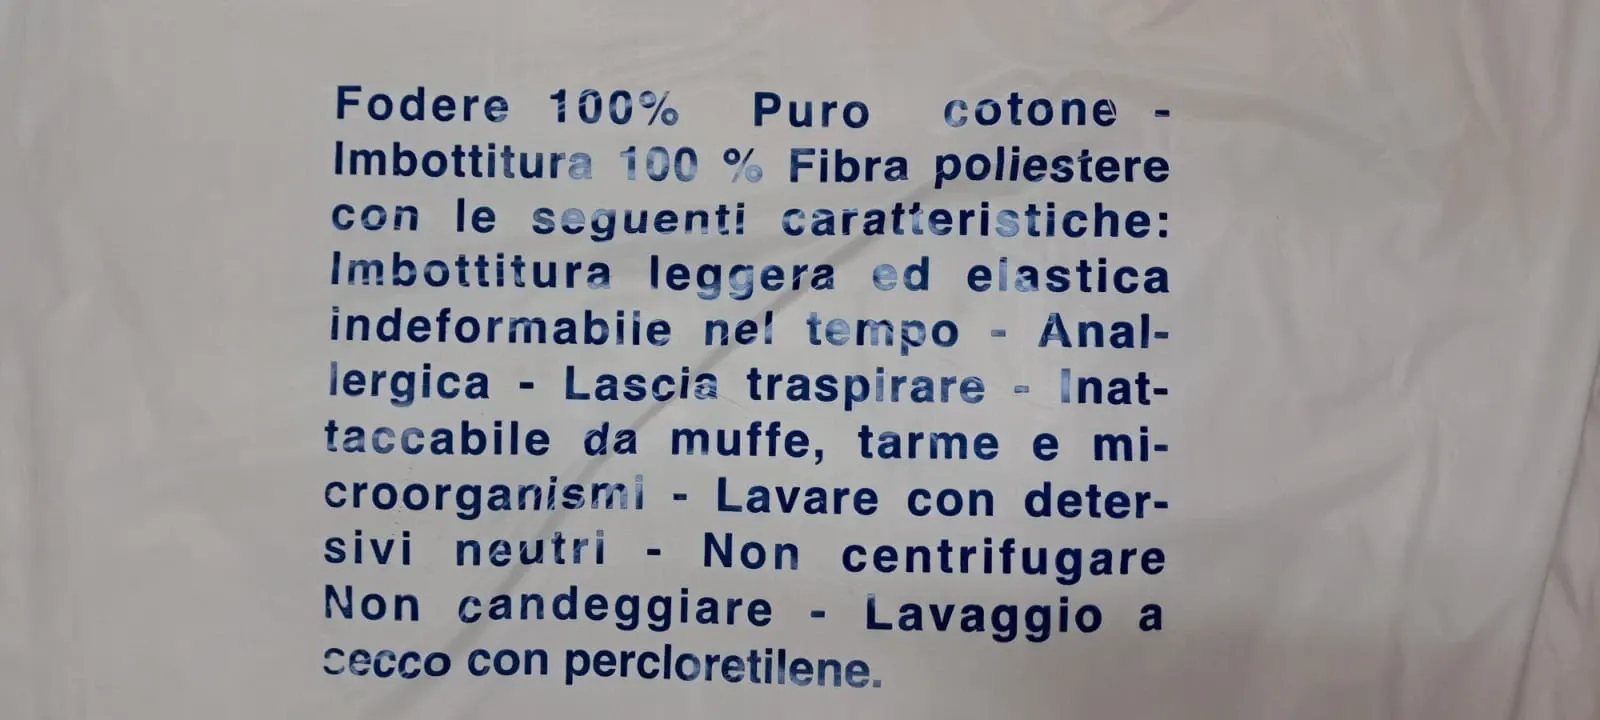 Fodere 100% Puro cotone -
Imbottitura 100 % Fibra poliestere
con le seguenti caratteristiche:
Imbottitura leggera ed elastica
indeformabile nel tempo - Anal-
lergica - Lascia traspirare - Inat-
taccabile da muffe, tarme e mi-
croorganismi - Lavare con deter-
sivi neutri - Non centrifugare
Non candeggiare - Lavaggio a
secco con percloretilene.